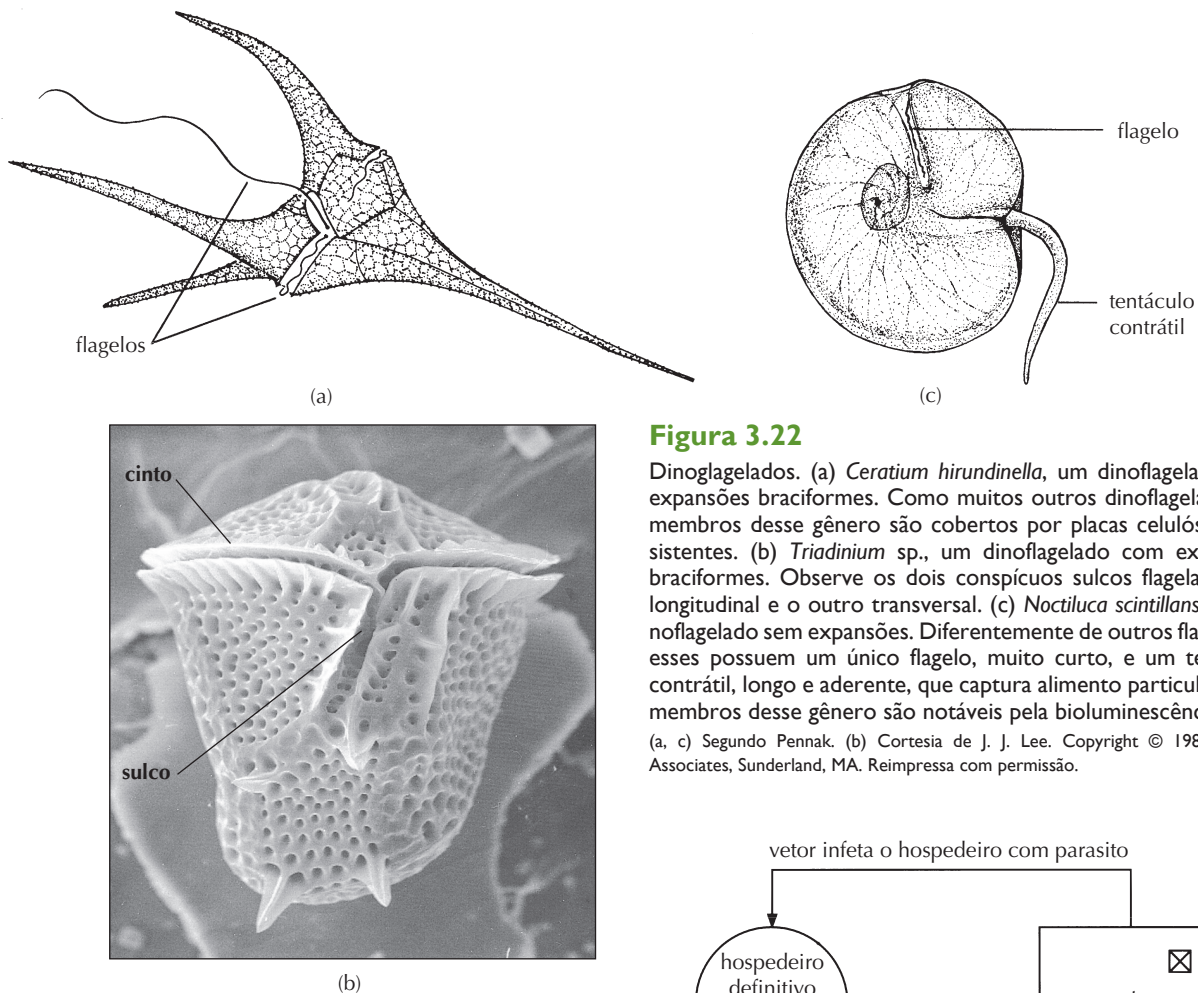 flagelos
(a)
flagelo
tentáculo
contrátil
(c)
cinto
sulco
(b)
Figura 3.22
Dinoglagelados. (a) Ceratium hirundinella, um dinoflagela
expansões braciformes. Como muitos outros dinoflagel
membros desse gênero são cobertos por placas celulós
sistentes. (b) Triadinium sp., um dinoflagelado com ex
braciformes. Observe os dois conspícuos sulcos flagela
longitudinal e o outro transversal. (c) Noctiluca scintillans
noflagelado sem expansões. Diferentemente de outros fla
esses possuem um único flagelo, muito curto, e um te
contrátil, longo e aderente, que captura alimento particul
membros desse gênero são notáveis pela bioluminescên
(a, c) Segundo Pennak. (b) Cortesia de J. J. Lee. Copyright © 198
Associates, Sunderland, MA. Reimpressa com permissão.
vetor infeta o hospedeiro com parasito
hospedeiro
definitivo